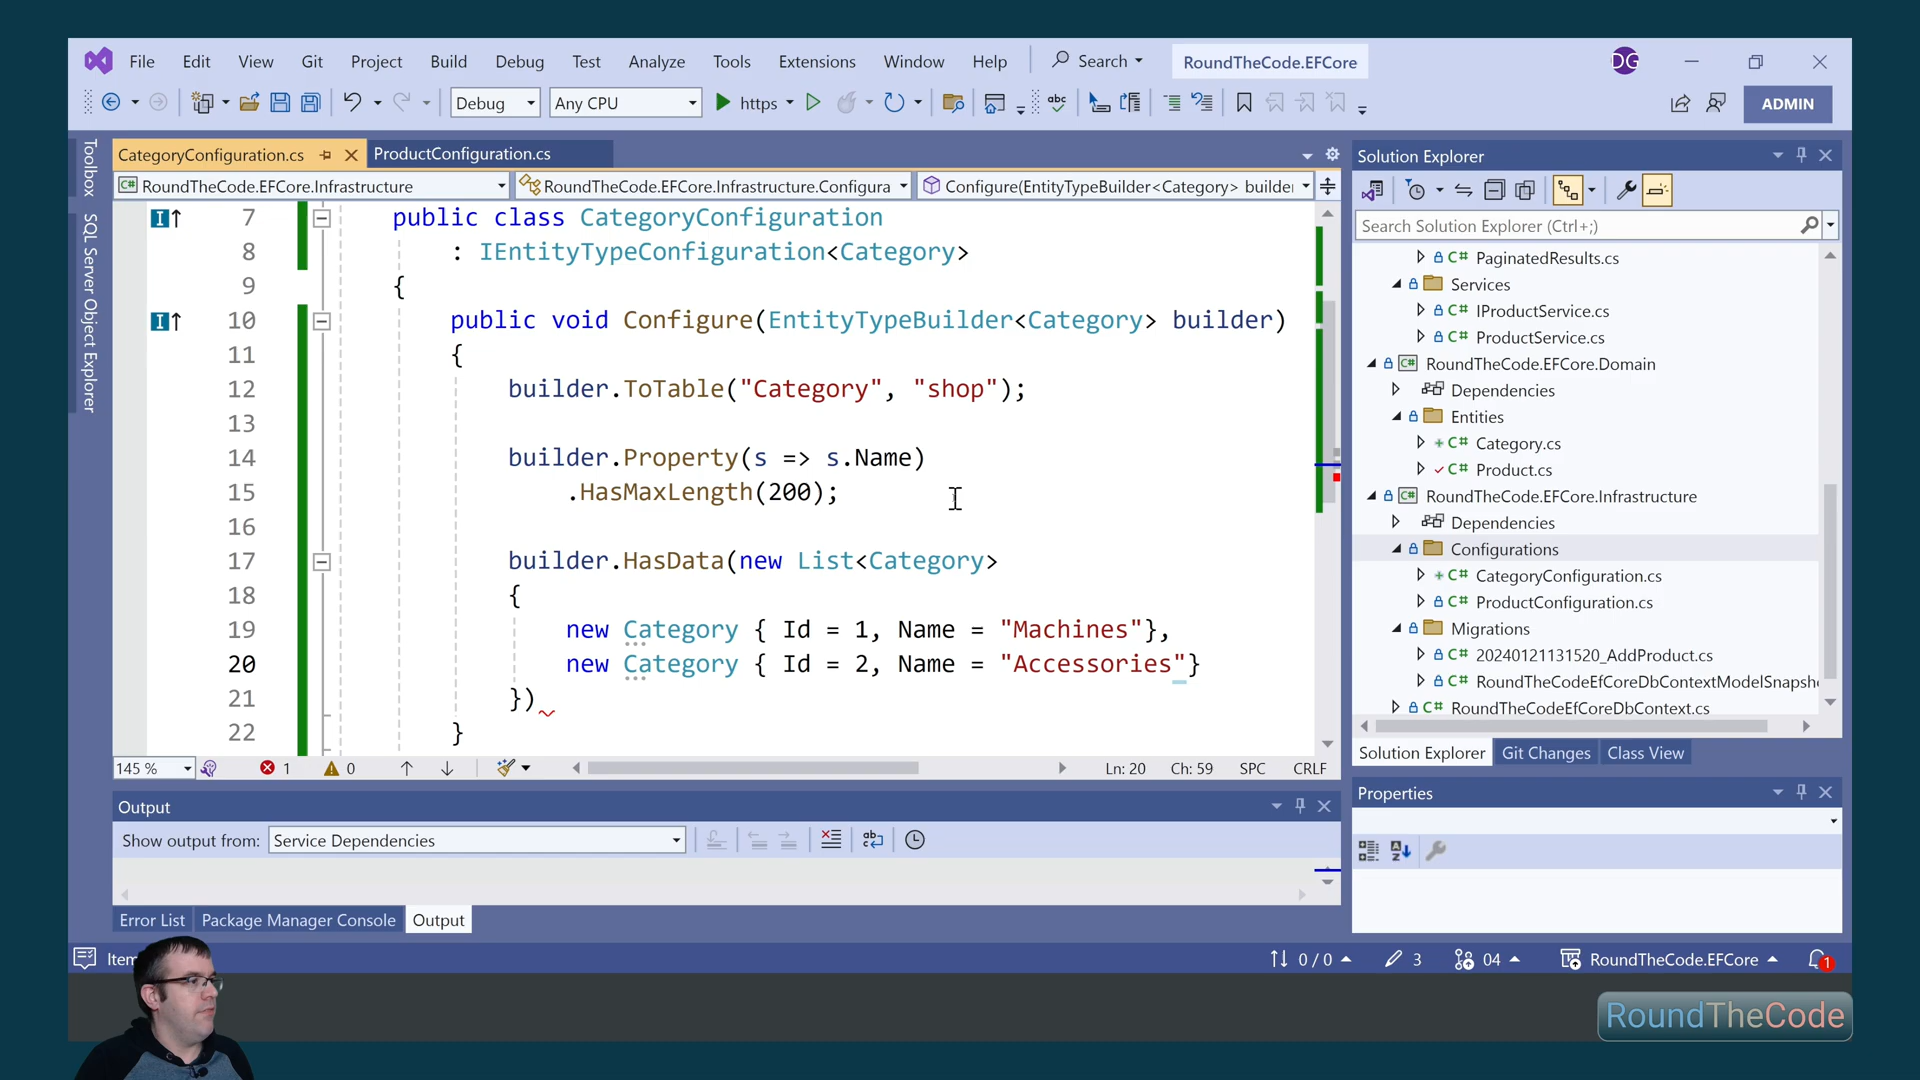 File Edit View Git Project Build Debug Test Analyze Tools Extensions Window Help Search RoundTheCode.EFCore DG
Debug Any CPU https abc ADMIN
CategoryConfiguration.cs ProductConfiguration.cs
RoundTheCode.EFCore.Infrastructure RoundTheCode.EFCore.Infrastructure.Configura Configure(EntityTypeBuilder<Category> builder
Toolbox
SQL Server Object Explorer
7 public class CategoryConfiguration
8 : IEntityTypeConfiguration<Category>
9 {
10 public void Configure(EntityTypeBuilder<Category> builder)
11 {
12 builder.ToTable("Category", "shop");
13
14 builder.Property(s => s.Name)
15 .HasMaxLength(200);
16
17 builder.HasData(new List<Category>
18 {
19 new Category { Id = 1, Name = "Machines"},
20 new Category { Id = 2, Name = "Accessories"}
21 })
22 }
145 % 1 0 Ln: 20 Ch: 59 SPC CRLF
Output
Show output from: Service Dependencies
Error List Package Manager Console Output
Solution Explorer
Search Solution Explorer (Ctrl+;)
C# PaginatedResults.cs
Services
C# IProductService.cs
C# ProductService.cs
C# RoundTheCode.EFCore.Domain
Dependencies
Entities
C# Category.cs
C# Product.cs
C# RoundTheCode.EFCore.Infrastructure
Dependencies
Configurations
C# CategoryConfiguration.cs
C# ProductConfiguration.cs
Migrations
C# 20240121131520_AddProduct.cs
C# RoundTheCodeEfCoreDbContextModelSnapsh
C# RoundTheCodeEfCoreDbContext.cs
Solution Explorer Git Changes Class View
Properties
Item 0 / 0 3 04 RoundTheCode.EFCore 1
RoundTheCode